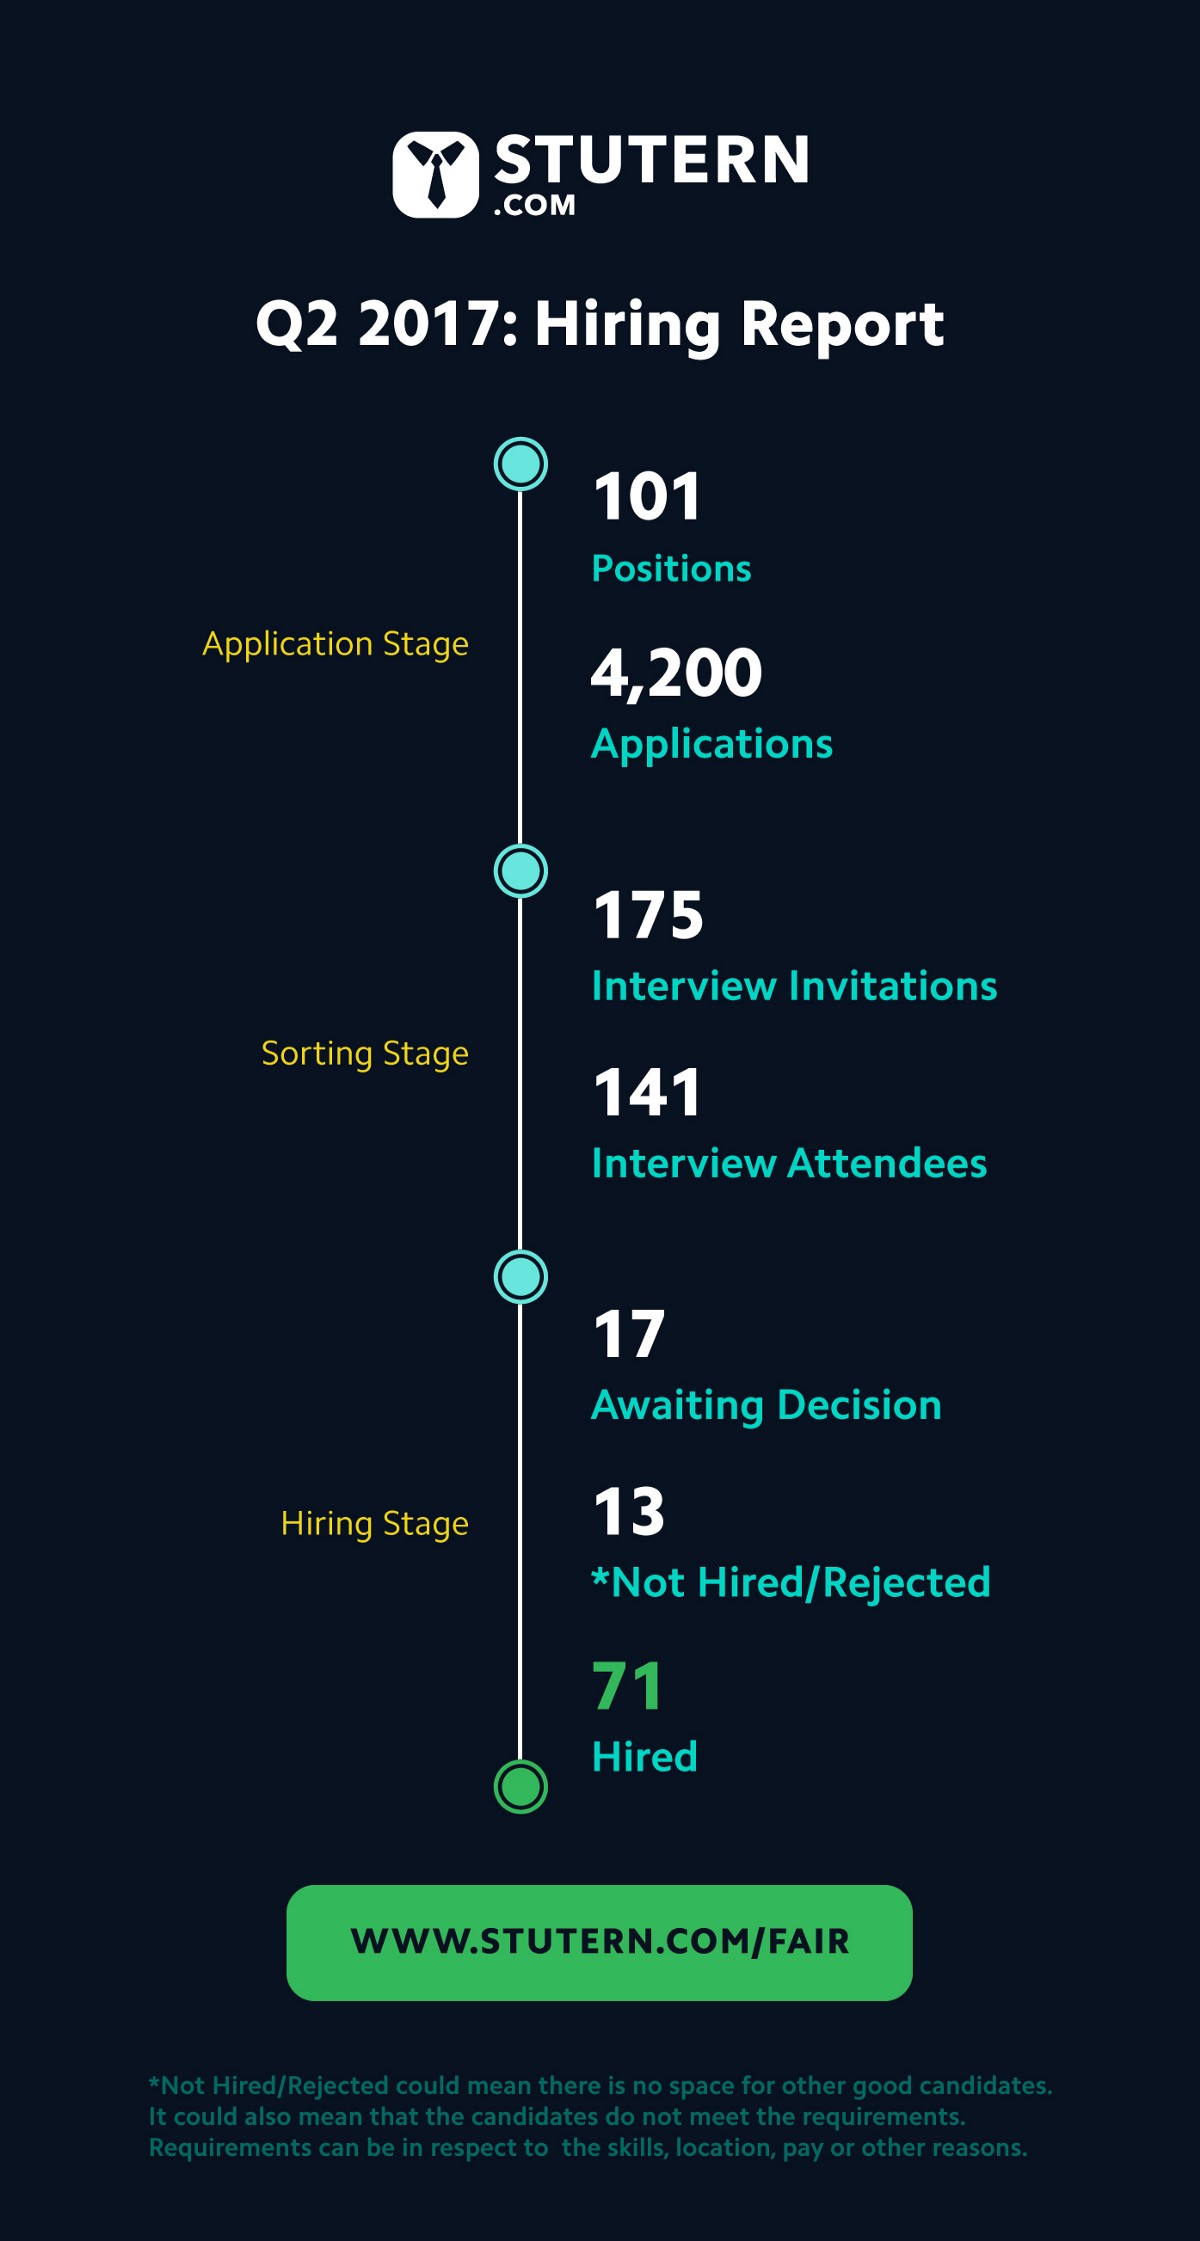 STUTERN
.COM
Q2 2017: Hiring Report
101
Positions
Application Stage
4,200
Applications
175
Interview Invitations
Sorting Stage
141
Interview Attendees
17
Awaiting Decision
Hiring Stage
13
*Not Hired/Rejected
71
Hired
WWW.STUTERN.COM/FAIR
*Not Hired/Rejected could mean there is no space for other good candidates.
It could also mean that the candidates do not meet the requirements.
Requirements can be in respect to  the skills, location, pay or other reasons.